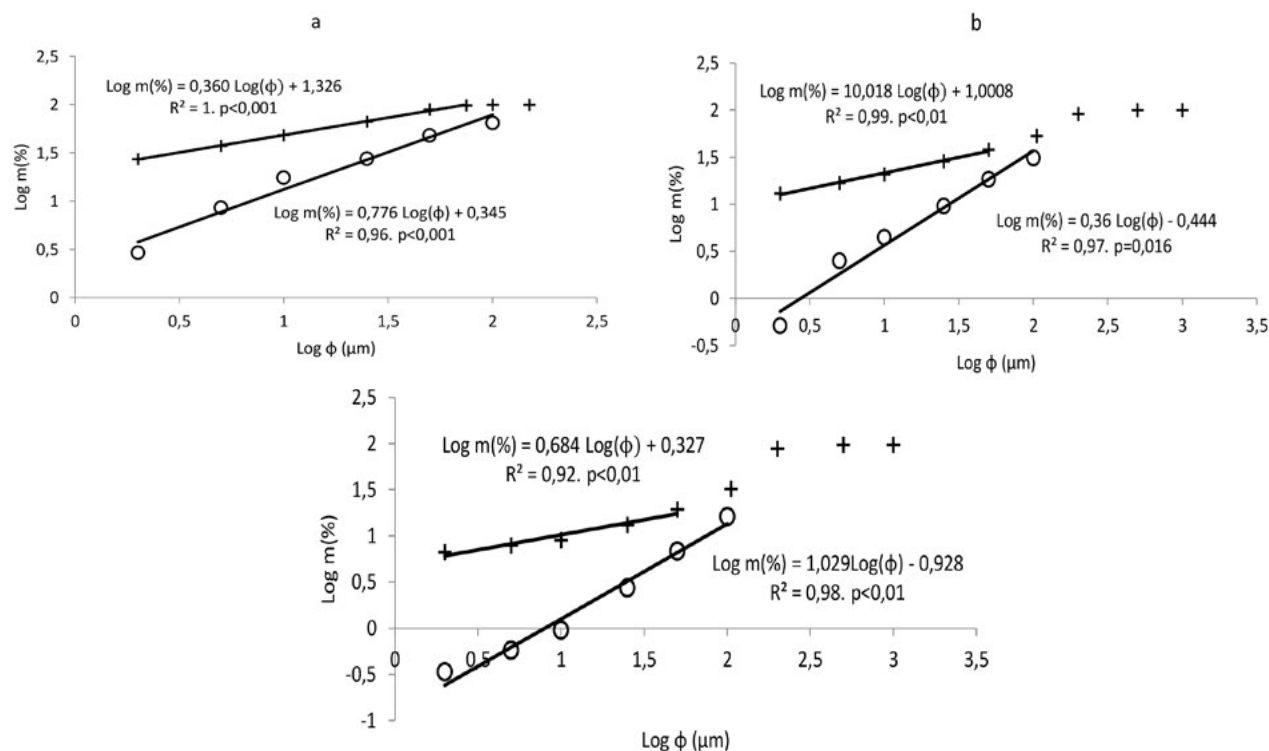 a
2,5
2
1,5
1
0,5
0
Log m(%)
Log m(%) = 0,360 Log(ϕ) + 1,326
R² = 1. p<0,001
Log m(%) = 0,776 Log(ϕ) + 0,345
R² = 0,96. p<0,001
0
0,5
1
1,5
2
2,5
Log ϕ (μm)
b
2,5
2
1,5
1
0,5
0
-0,5
Log m(%)
Log m(%) = 10,018 Log(ϕ) + 1,0008
R² = 0,99. p<0,01
Log m(%) = 0,36 Log(ϕ) - 0,444
R² = 0,97. p=0,016
0
0,5
1
1,5
2
2,5
3
3,5
Log ϕ (μm)
2,5
2
1,5
1
0,5
0
-0,5
-1
Log m(%)
Log m(%) = 0,684 Log(ϕ) + 0,327
R² = 0,92. p<0,01
Log m(%) = 1,029Log(ϕ) - 0,928
R² = 0,98. p<0,01
0
0,5
1
1,5
2
2,5
3
3,5
Log ϕ (μm)